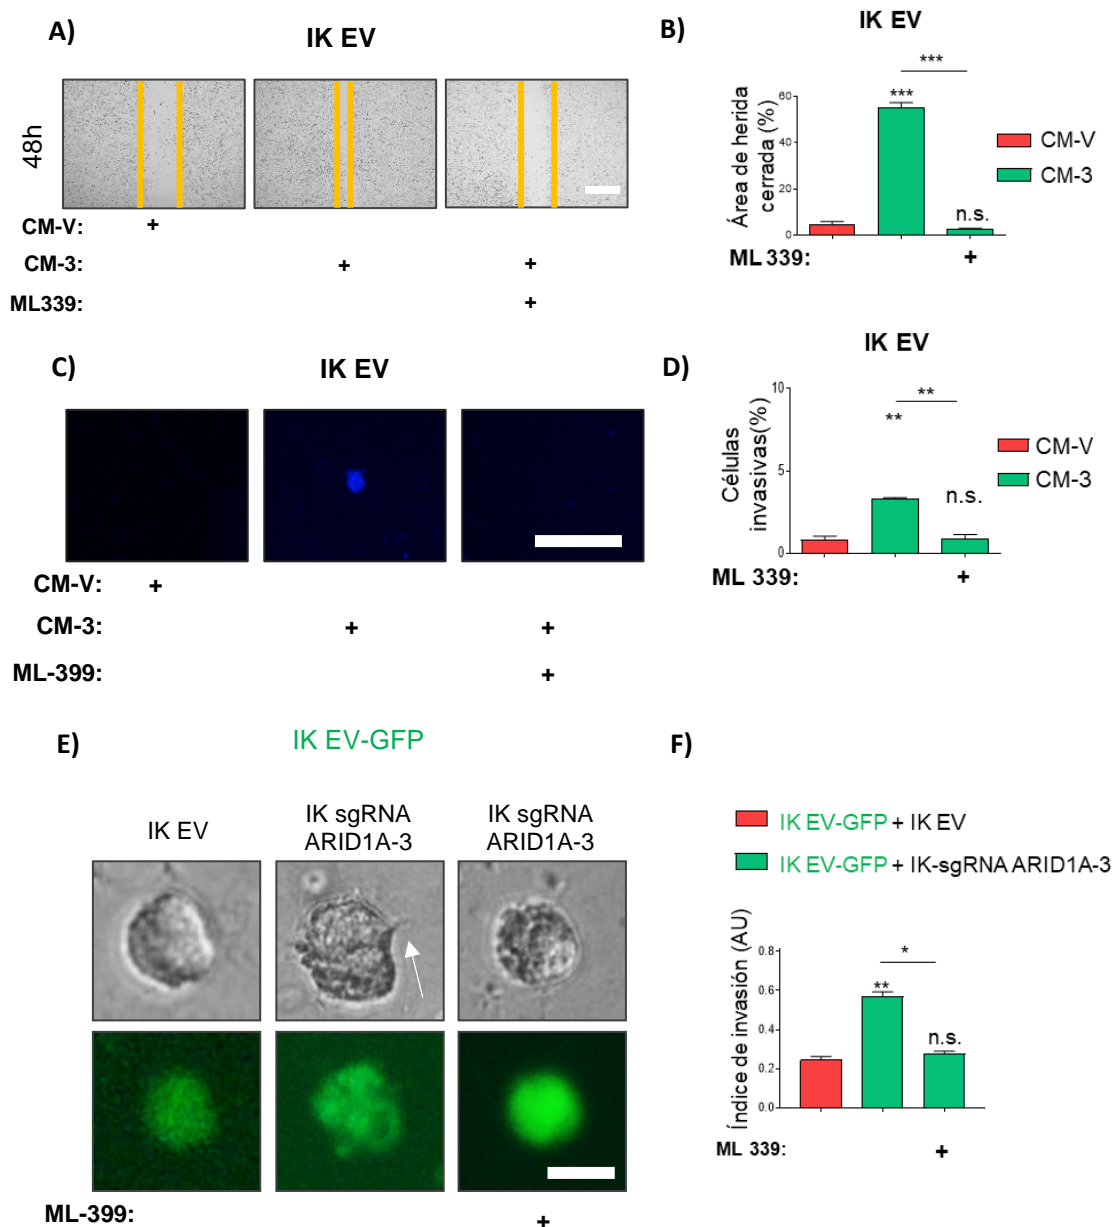 A)
IK EV
48h
CM-V: +
CM-3: + +
ML339: +
B)
IK EV
Área de herida
cerrada (%)
60
40
20
0
***
***
n.s.
CM-V
CM-3
ML 339: +
C)
IK EV
CM-V: +
CM-3: + +
ML-399: +
D)
IK EV
Células
invasivas(%)
10
5
0
**
**
n.s.
CM-V
CM-3
ML 339: +
E)
IK EV-GFP
IK EV
IK sgRNA
ARID1A-3
IK sgRNA
ARID1A-3
ML-399: +
F)
IK EV-GFP + IK EV
IK EV-GFP + IK-sgRNA ARID1A-3
Índice de invasión (AU)
0.8
0.6
0.4
0.2
0.0
*
**
n.s.
ML 339: +